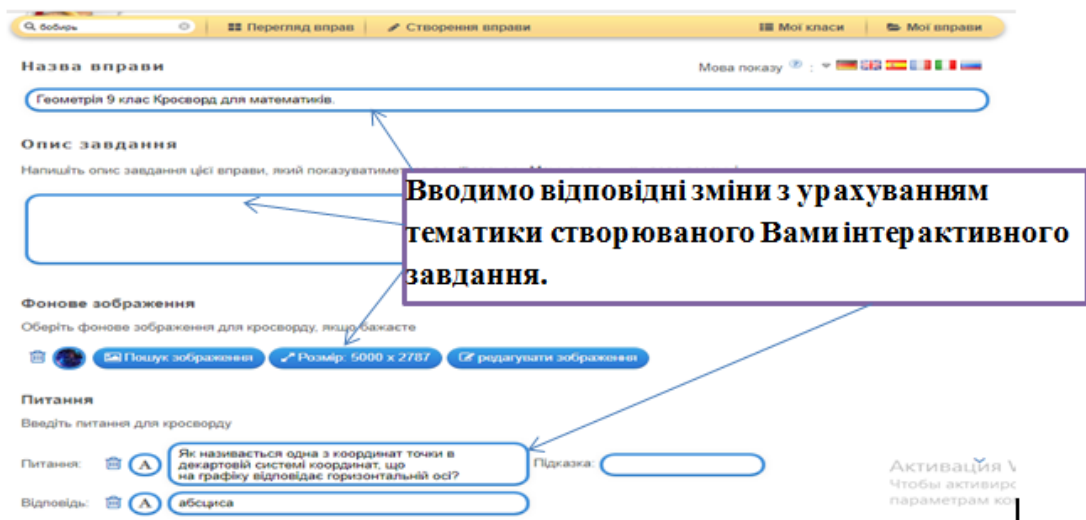 бобирь
Перегляд вправ
Створення вправи
Мої класи
Мої вправи
Назва вправи
Мова показу ? :
Геометрія 9 клас Кросворд для математиків.
Опис завдання
Напишіть опис завдання цієї вправи, який
Вводимо відповідні зміни з урахуванням
тематики створюваного Вами інтерактивного
завдання.
Фонове зображення
Оберіть фонове зображення для кросворду, якщо бажаєте
Пошук зображення
Розмір: 5000 x 2787
редагувати зображення
Питання
Введіть питання для кросворду
Питання:
A
Як називається одна з координат точки в
декартовій системі координат, що
на графіку відповідає горизонтальній осі?
Підказка:
Відповідь:
A
абсциса
Активация
Чтобы
параметрам